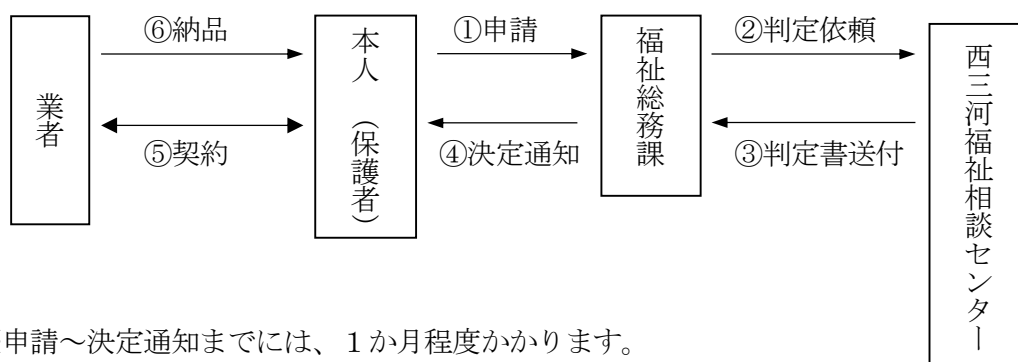 ⑥納品
①申請
②判定依頼
業者
本人(保護者)
福祉総務課
西三河福祉相談センター
⑤契約
④決定通知
③判定書送付
申請~決定通知までには、1か月程度かかります。